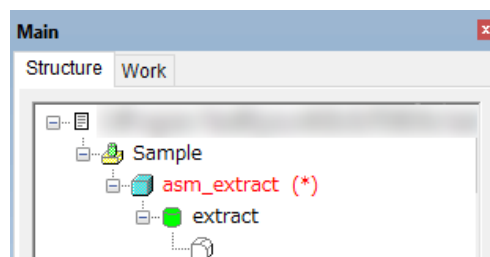 Main
Structure Work
Sample
asm_extract (*)
extract